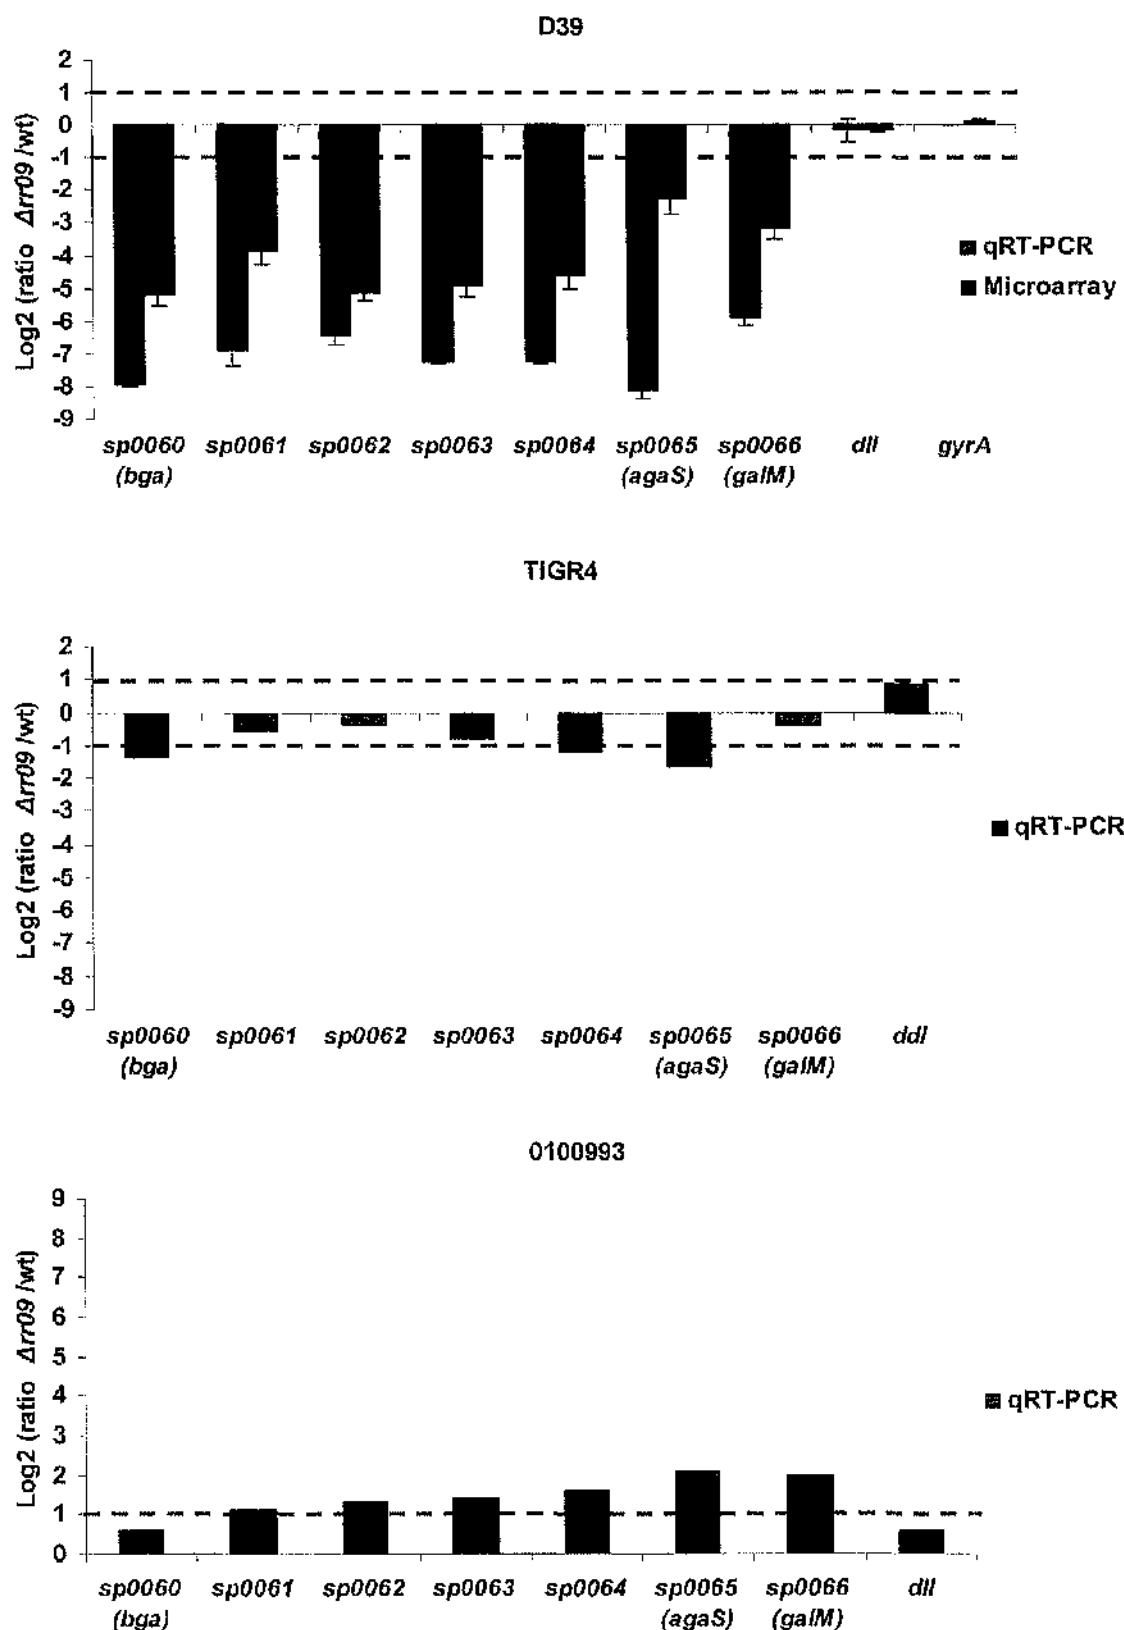 D39
Log2 (ratio Δrr09 /wt)
2
1
0
-1
-2
-3
-4
-5
-6
-7
-8
-9
qRT-PCR
Microarray
sp0060 sp0061 sp0062 sp0063 sp0064 sp0065 sp0066 dll gyrA
(bga) (agaS) (galM)
TIGR4
Log2 (ratio Δrr09 /wt)
2
1
0
-1
-2
-3
-4
-5
-6
-7
-8
-9
qRT-PCR
sp0060 sp0061 sp0062 sp0063 sp0064 sp0065 sp0066 ddl
(bga) (agaS) (galM)
0100993
Log2 (ratio Δrr09 /wt)
9
8
7
6
5
4
3
2
1
0
qRT-PCR
sp0060 sp0061 sp0062 sp0063 sp0064 sp0065 sp0066 dll
(bga) (agaS) (galM)